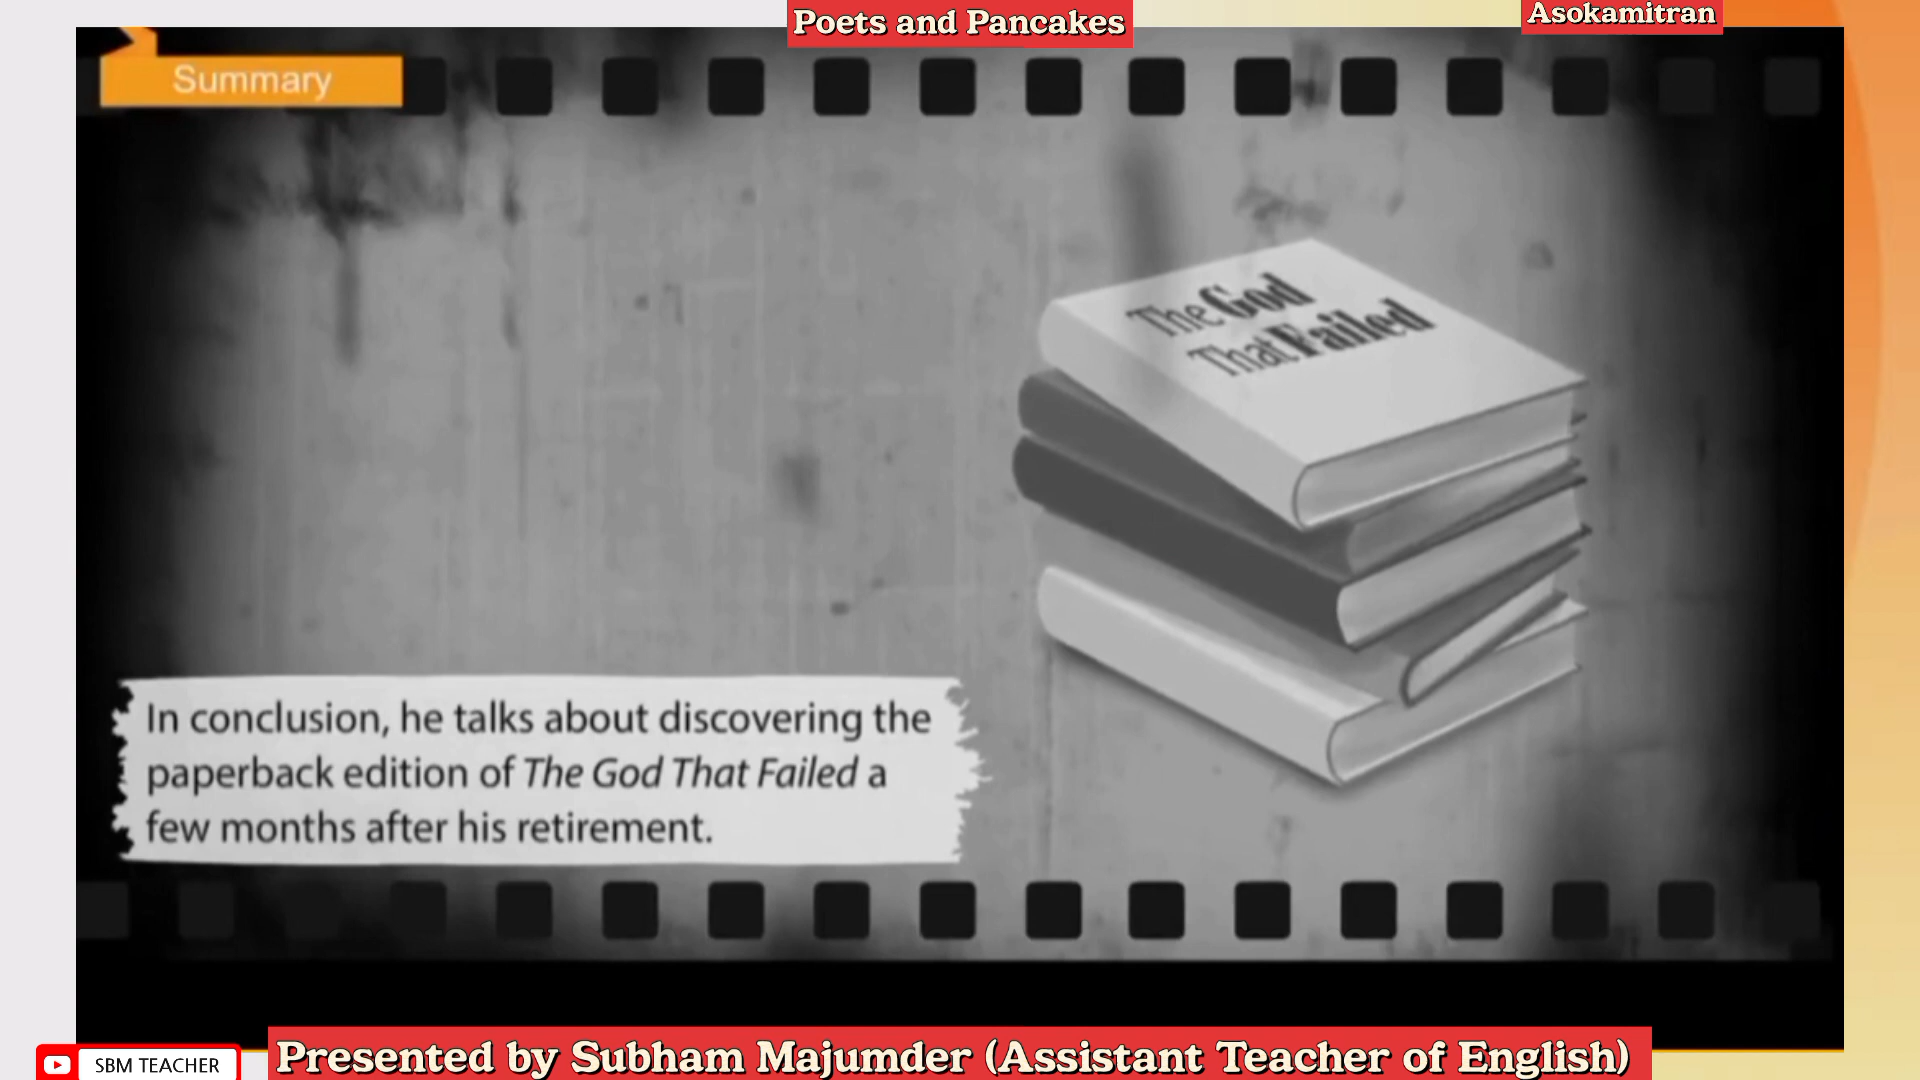 Poets and Pancakes
Asokamitran
Summary
The God
That Failed
In conclusion, he talks about discovering the
paperback edition of The God That Failed a
few months after his retirement.
SBM TEACHER
Presented by Subham Majumder (Assistant Teacher of English)